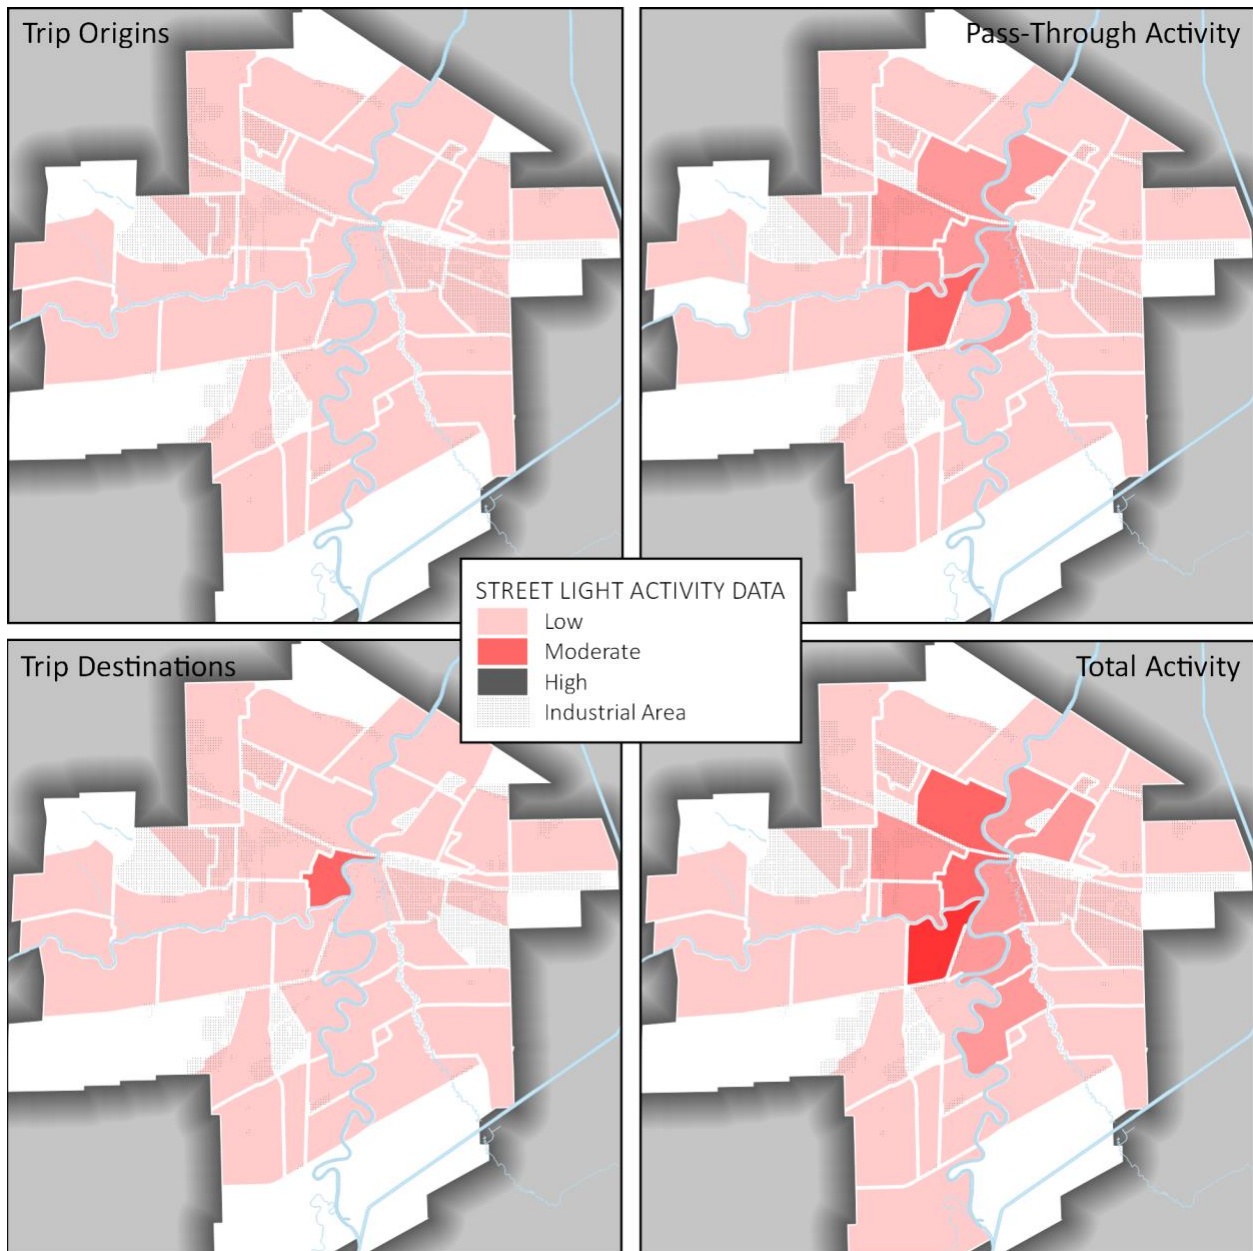 Trip Origins
Pass-Through Activity
STREET LIGHT ACTIVITY DATA
Low
Moderate
High
Industrial Area
Trip Destinations
Total Activity